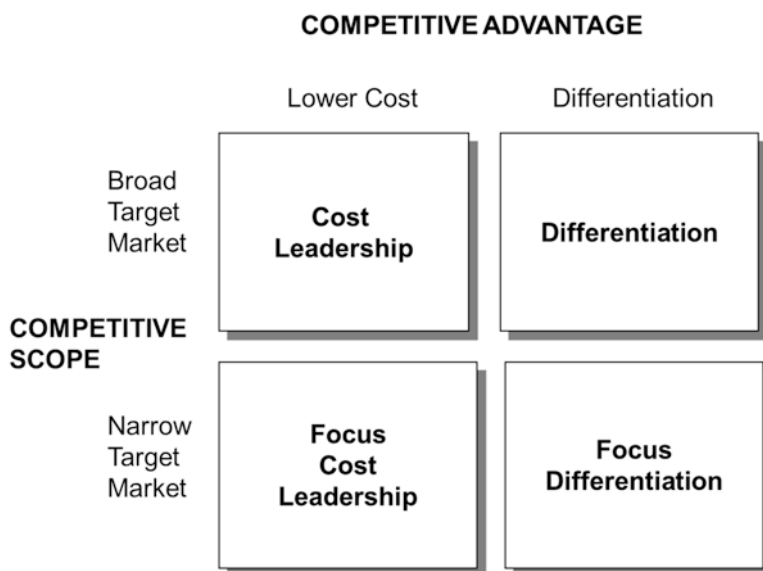 COMPETITIVE ADVANTAGE
Lower Cost
Differentiation
Broad
Target
Market
Cost
Leadership
Differentiation
COMPETITIVE
SCOPE
Narrow
Target
Market
Focus
Cost
Leadership
Focus
Differentiation